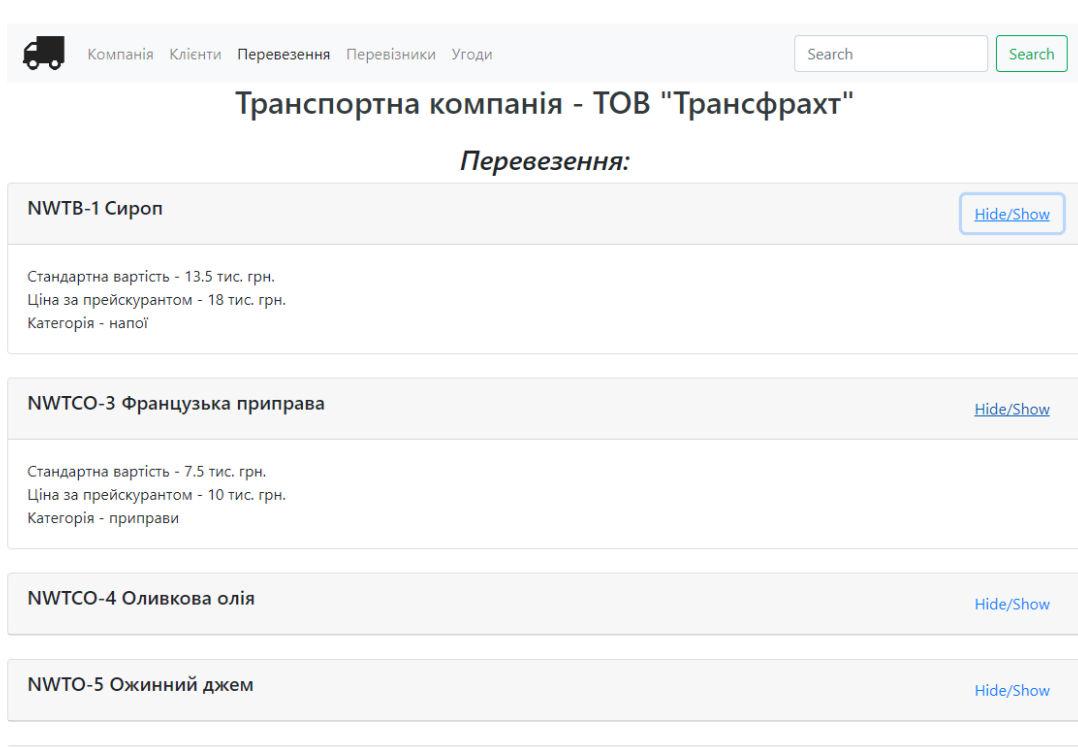 Компанія Клієнти Перевезення Перевізники Угоди Search Search
Транспортна компанія - ТОВ "Трансфрахт"
Перевезення:
NWTB-1 Сироп Hide/Show
Стандартна вартість - 13.5 тис. грн.
Ціна за прейскурантом - 18 тис. грн.
Категорія - напої
NWTCO-3 Французька приправа Hide/Show
Стандартна вартість - 7.5 тис. грн.
Ціна за прейскурантом - 10 тис. грн.
Категорія - приправи
NWTCO-4 Оливкова олія Hide/Show
NWTO-5 Ожинний джем Hide/Show